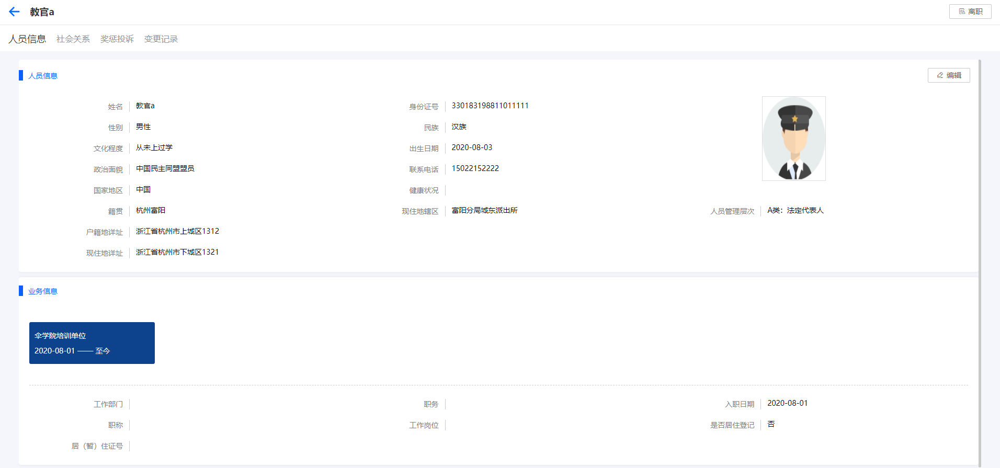 教官a
离职
人员信息 社会关系 奖惩投诉 变更记录
人员信息
编辑
姓名 教官a 身份证号 330183198811011111
性别 男性 民族 汉族
文化程度 从未上过学 出生日期 2020-08-03
政治面貌 中国民主同盟盟员 联系电话 15022152222
国家地区 中国 健康状况
籍贯 杭州富阳 现住地辖区 富阳分局城东派出所 人员管理层次 A类：法定代表人
户籍地详址 浙江省杭州市上城区1312
现住地详址 浙江省杭州市下城区1321
业务信息
伞学院培训单位
2020-08-01 —— 至今
工作部门 职务 入职日期 2020-08-01
职称 工作岗位 是否居住登记 否
居（暂）住证号